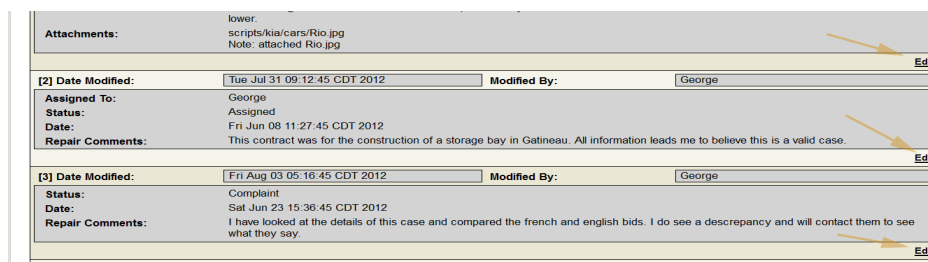 lower.
Attachments: scripts/kia/cars/Rio.jpg
Note: attached Rio.jpg
Ed
[2] Date Modified: Tue Jul 31 09:12:45 CDT 2012 Modified By: George
Assigned To: George
Status: Assigned
Date: Fri Jun 08 11:27:45 CDT 2012
Repair Comments: This contract was for the construction of a storage bay in Gatineau. All information leads me to believe this is a valid case.
Ed
[3] Date Modified: Fri Aug 03 05:16:45 CDT 2012 Modified By: George
Status: Complaint
Date: Sat Jun 23 15:36:45 CDT 2012
Repair Comments: I have looked at the details of this case and compared the french and english bids. I do see a descrepancy and will contact them to see
what they say.
Ed